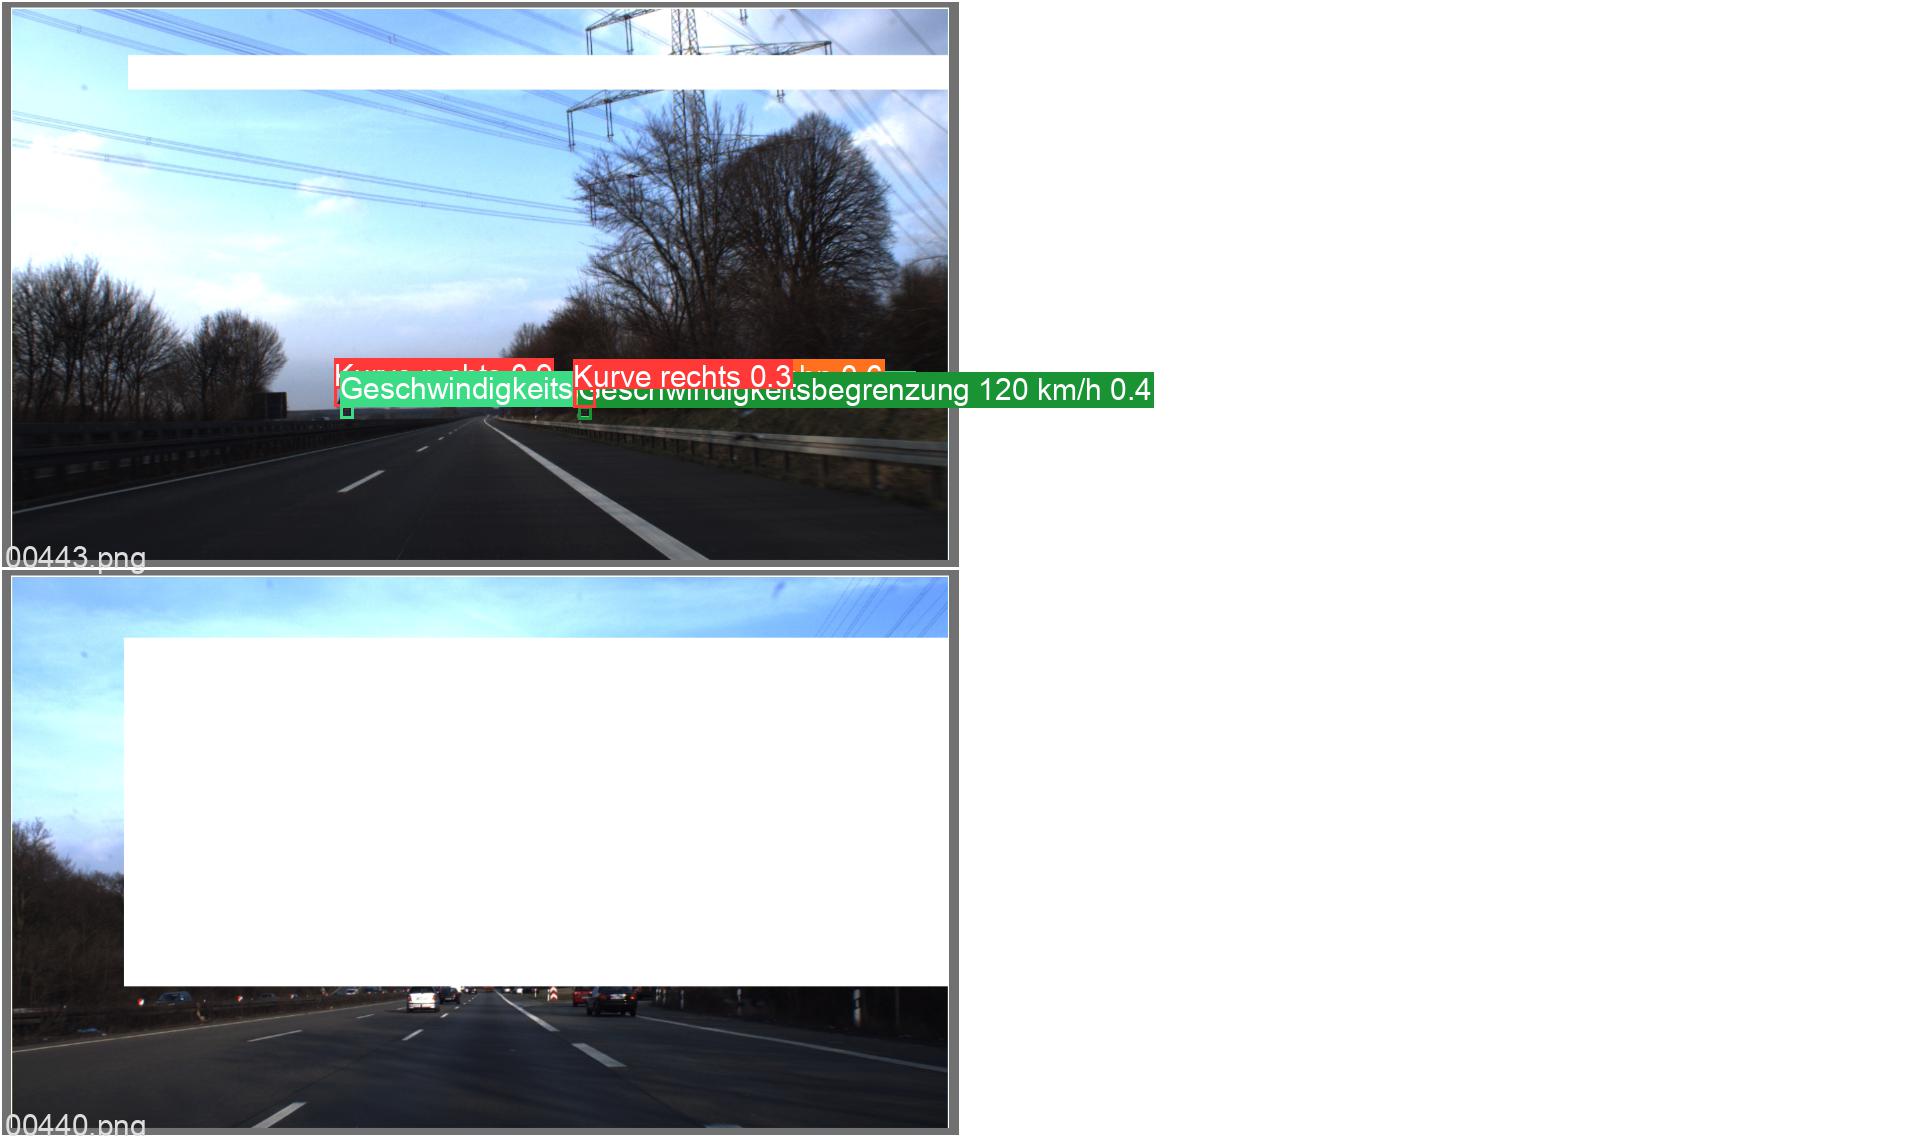 Kurve rechts 0.3
Geschwindigkeits
Geschwindigkeitsbegrenzung 120 km/h 0.4
00443.png
00440.png